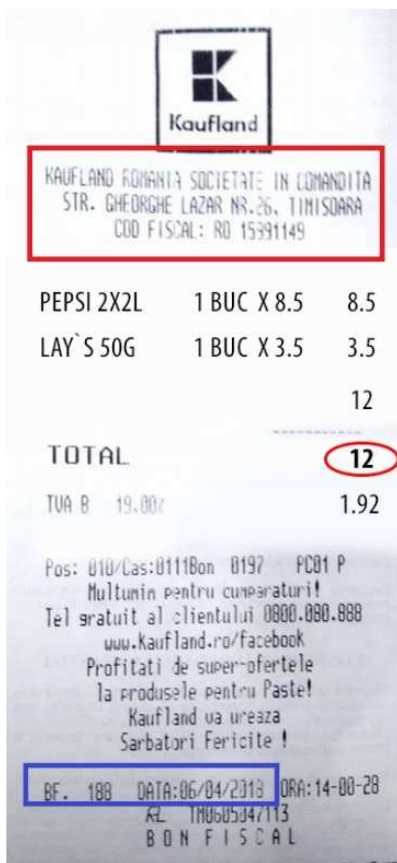 Kaufland
KAUFLAND ROMANIA SOCIETATE IN COMANDITA
STR. GHEORGHE LAZAR NR.26. TIMISOARA
COD FISCAL: RO 15991149
PEPSI 2X2L 1 BUC X 8.5 8.5
LAY`S 50G 1 BUC X 3.5 3.5
12
TOTAL 12
TVA B 19.00% 1.92
Pos: 010/Cas:0111Bon 0197 PC01 P
Multumim pentru cumparaturi!
Tel gratuit al clientului 0800.080.888
www.kaufland.ro/facebook
Profitati de super-ofertele
la produsele pentru Paste!
Kaufland va ureaza
Sarbatori Fericite !
BF. 188 DATA:06/04/2018 ORA:14-00-28
BON FISCAL